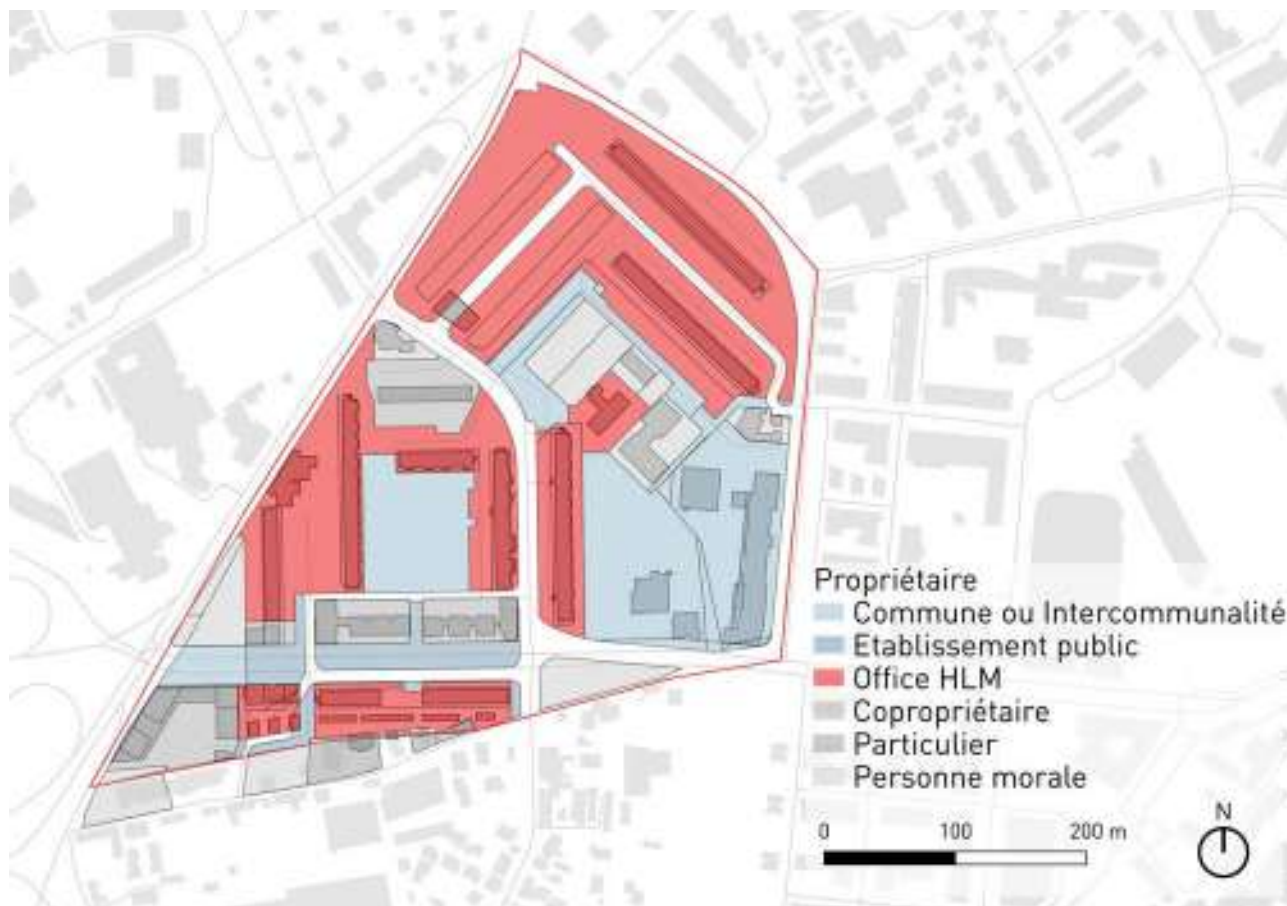 Propriétaire
Commune ou Intercommunalité
Etablissement public
Office HLM
Copropriétaire
Particulier
Personne morale
0 100 200 m
N